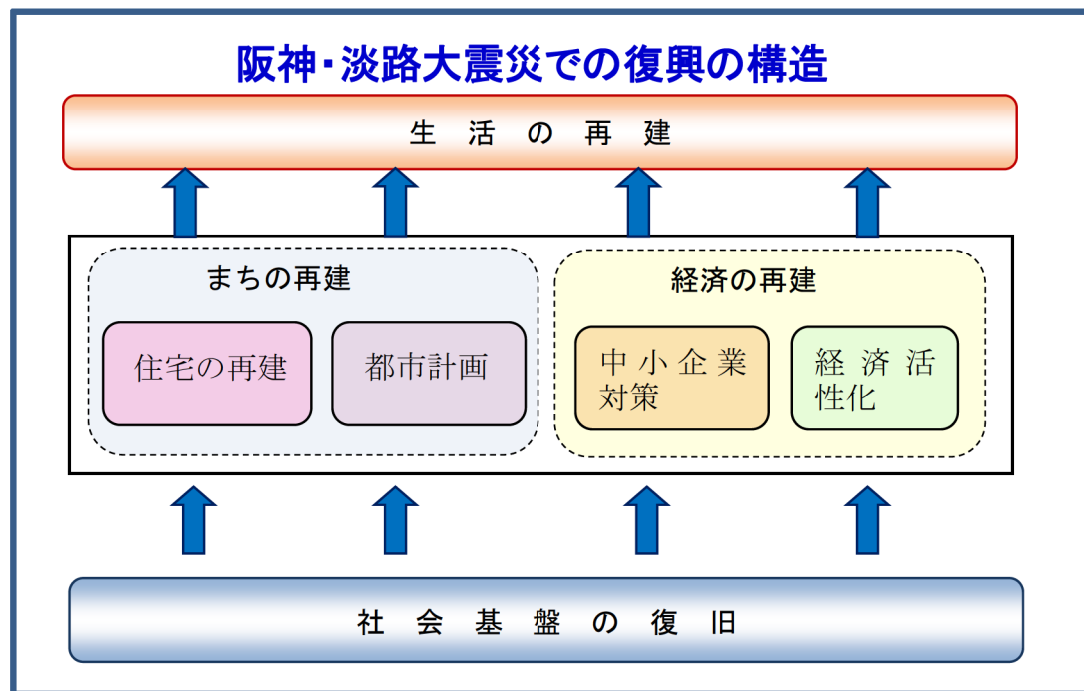 阪神・淡路大震災での復興の構造
生活の再建
まちの再建
経済の再建
住宅の再建
都市計画
中小企業
対策
経済活
性化
社会基盤の復旧